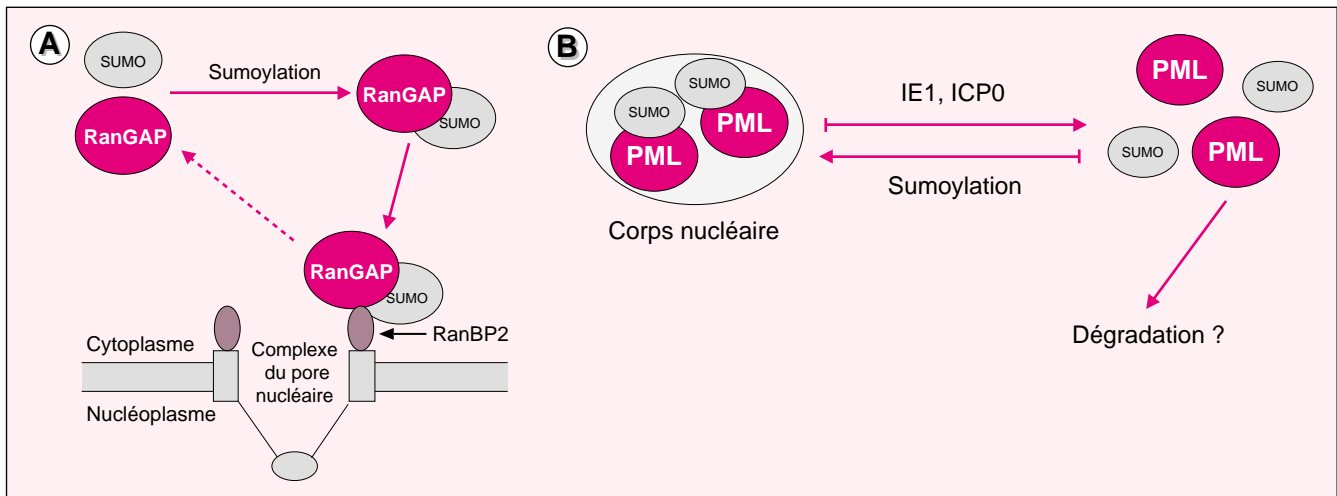 A
SUMO
RanGAP
Sumoylation
RanGAP
SUMO
RanGAP
SUMO
RanBP2
Cytoplasme
Complexe
du pore
nucléaire
Nucléoplasme
B
SUMO
SUMO
PML
PML
Corps nucléaire
IE1, ICP0
Sumoylation
PML
SUMO
SUMO
PML
Dégradation ?